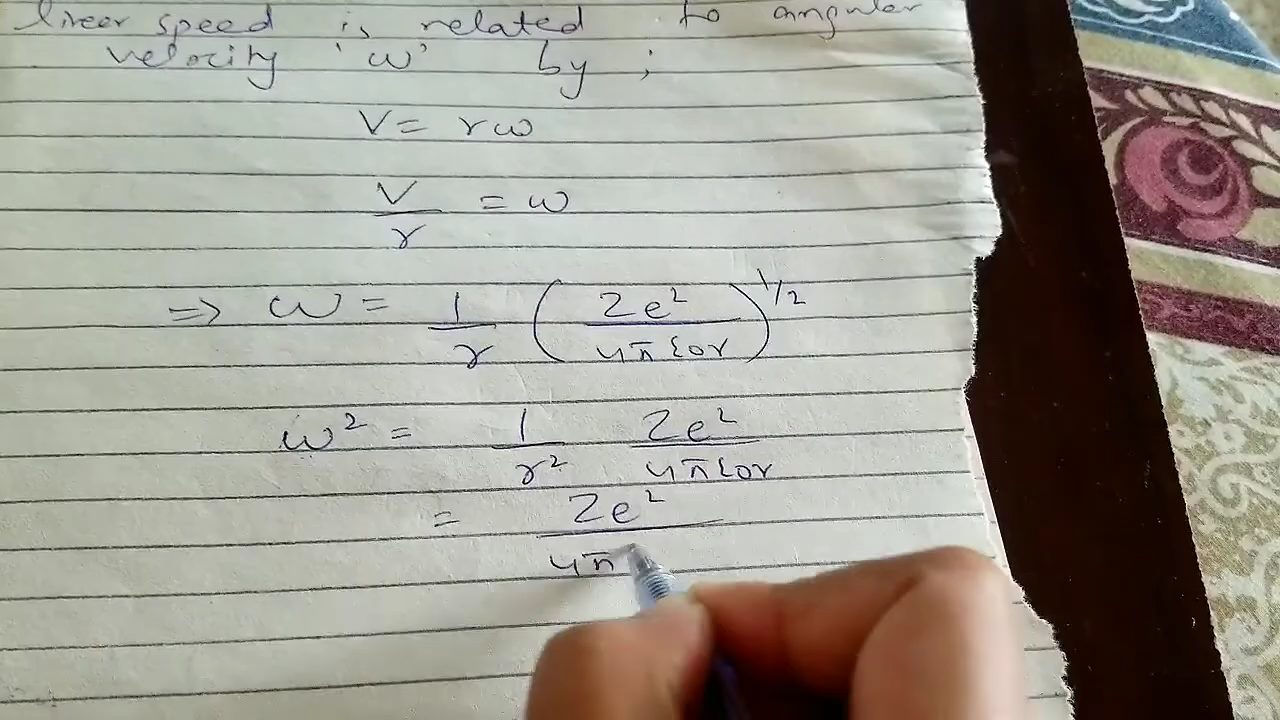 lineer speed is related to angular
velocity 'ω' by ;
V = rω
V/r = ω
=> ω = 1/r (Ze²/4πε0r)^1/2
ω² = 1/r² Ze²/4πε0r
= Ze²/4π